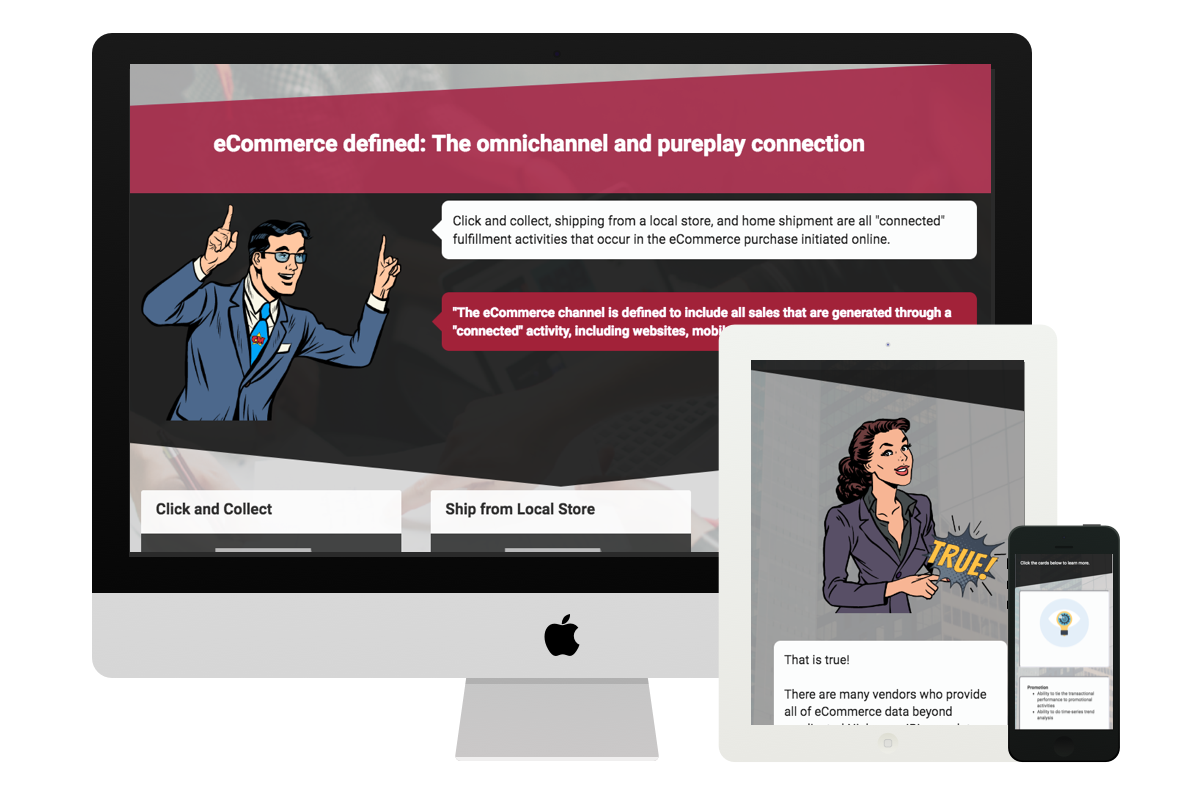 eCommerce defined: The omnichannel and pureplay connection
Click and collect, shipping from a local store, and home shipment are all "connected"
fulfillment activities that occur in the eCommerce purchase initiated online.
"The eCommerce channel is defined to include all sales that are generated through a
"connected" activity, including websites,
Click and Collect
Ship from Local Store
TRUE!
That is true!
There are many vendors who provide
all of eCommerce data beyond
Click the cards below to learn more.
Promotion
Ability to tie the transactional
performance to promotional
activities
Ability to do time-series trend
analysis